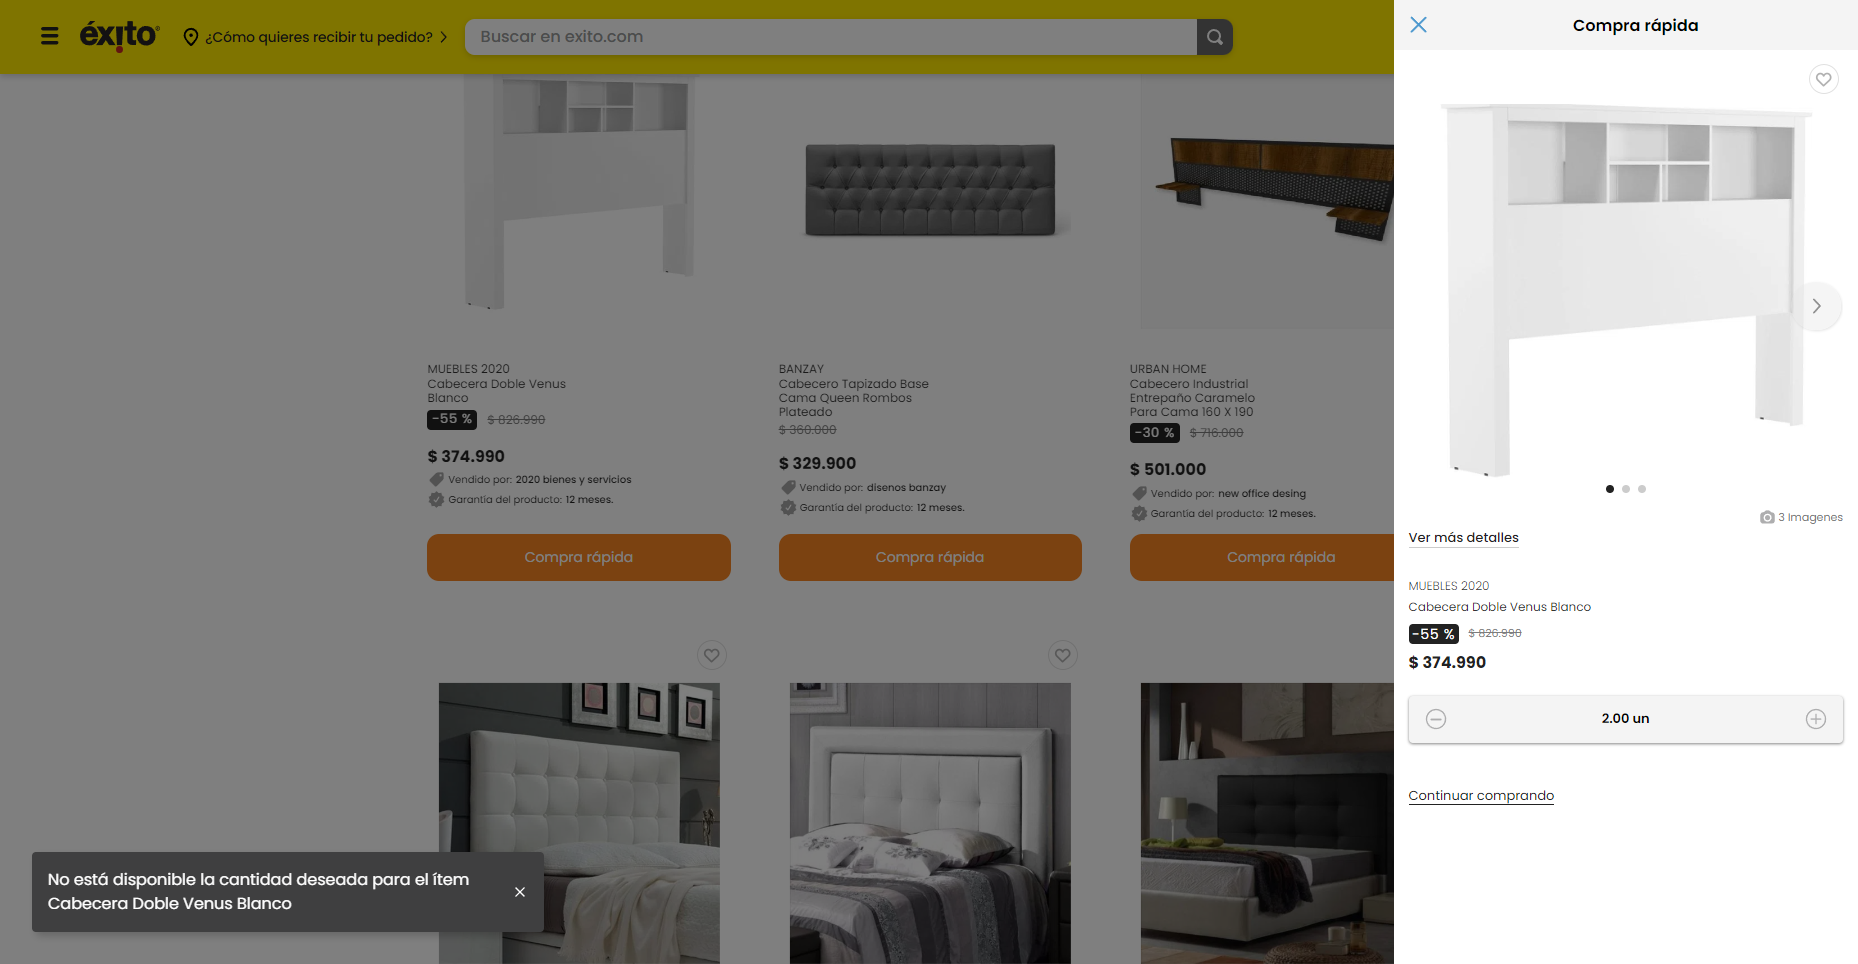 éxito
¿Cómo quieres recibir tu pedido?
Buscar en exito.com
MUEBLES 2020
Cabecera Doble Venus
Blanco
-55 % $ 826.990
$ 374.990
Vendido por: 2020 bienes y servicios
Garantía del producto: 12 meses.
Compra rápida
BANZAY
Cabecero Tapizado Base
Cama Queen Rombos
Plateado
$ 360.000
$ 329.900
Vendido por: disenos banzay
Garantía del producto: 12 meses.
Compra rápida
URBAN HOME
Cabecero Industrial
Entrepaño Caramelo
Para Cama 160 X 190
-30 % $ 716.000
$ 501.000
Vendido por: new office desing
Garantía del producto: 12 meses.
Compra rápida
No está disponible la cantidad deseada para el ítem
Cabecera Doble Venus Blanco
Compra rápida
3 Imagenes
Ver más detalles
MUEBLES 2020
Cabecera Doble Venus Blanco
-55 % $ 826.990
$ 374.990
2.00 un
Continuar comprando